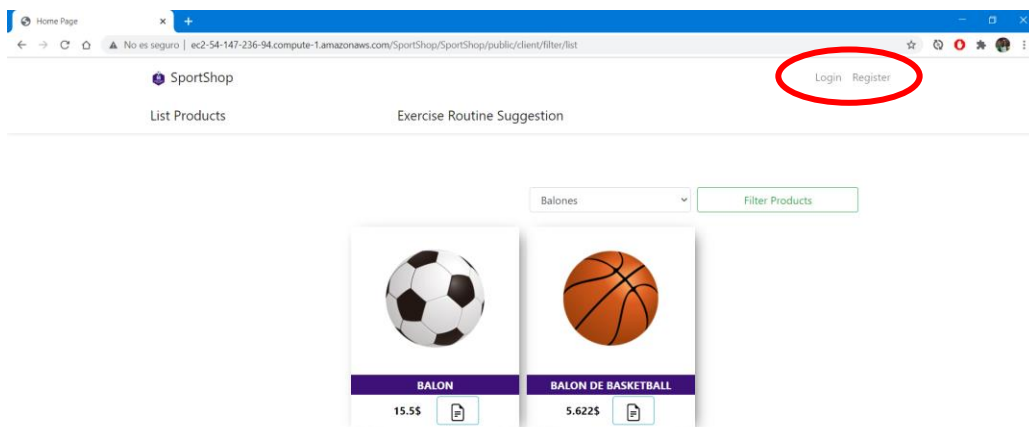 Home Page
No es seguro | ec2-54-147-236-94.compute-1.amazonaws.com/SportShop/SportShop/public/client/filter/list
SportShop Login Register
List Products Exercise Routine Suggestion
Balones Filter Products
BALON BALON DE BASKETBALL
15.5$ 5.622$